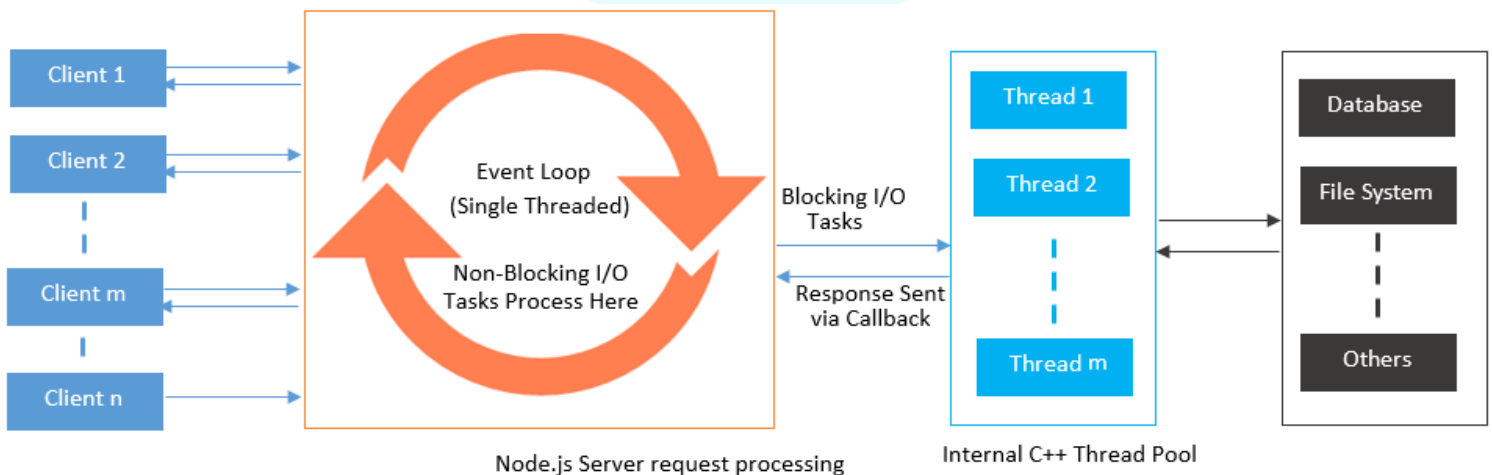 Client 1
Client 2
Client m
Client n
Event Loop
(Single Threaded)
Non-Blocking I/O
Tasks Process Here
Node.js Server request processing
Blocking I/O
Tasks
Response Sent
via Callback
Thread 1
Thread 2
Thread m
Internal C++ Thread Pool
Database
File System
Others